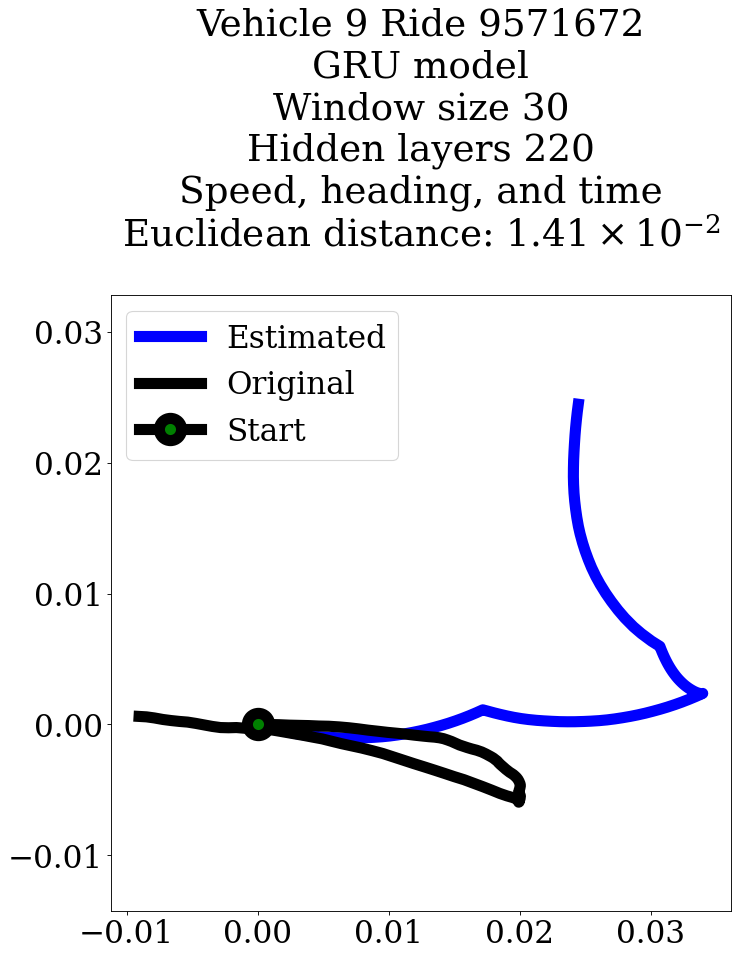 Vehicle 9 Ride 9571672
GRU model
Window size 30
Hidden layers 220
Speed, heading, and time
Euclidean distance: 1.41 × 10⁻²
Estimated
Original
Start
0.03
0.02
0.01
0.00
−0.01
−0.01 0.00 0.01 0.02 0.03